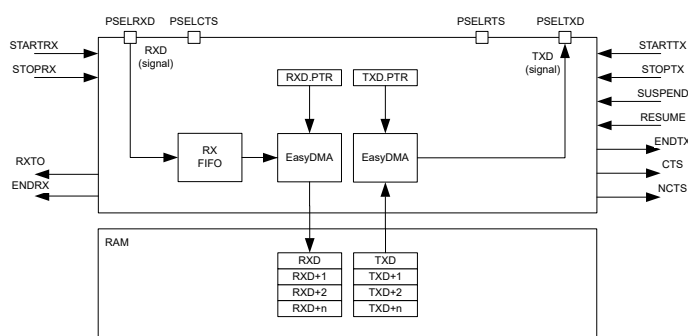 PSELRXD
PSELCTS
PSELRTS
PSELTXD
STARTRX
STOPRX
RXD
(signal)
RXD.PTR
TXD.PTR
TXD
(signal)
STARTTX
STOPTX
SUSPEND
RESUME
RX
FIFO
EasyDMA
EasyDMA
RXTO
ENDRX
ENDTX
CTS
NCTS
RAM
RXD
RXD+1
RXD+2
RXD+n
TXD
TXD+1
TXD+2
TXD+n